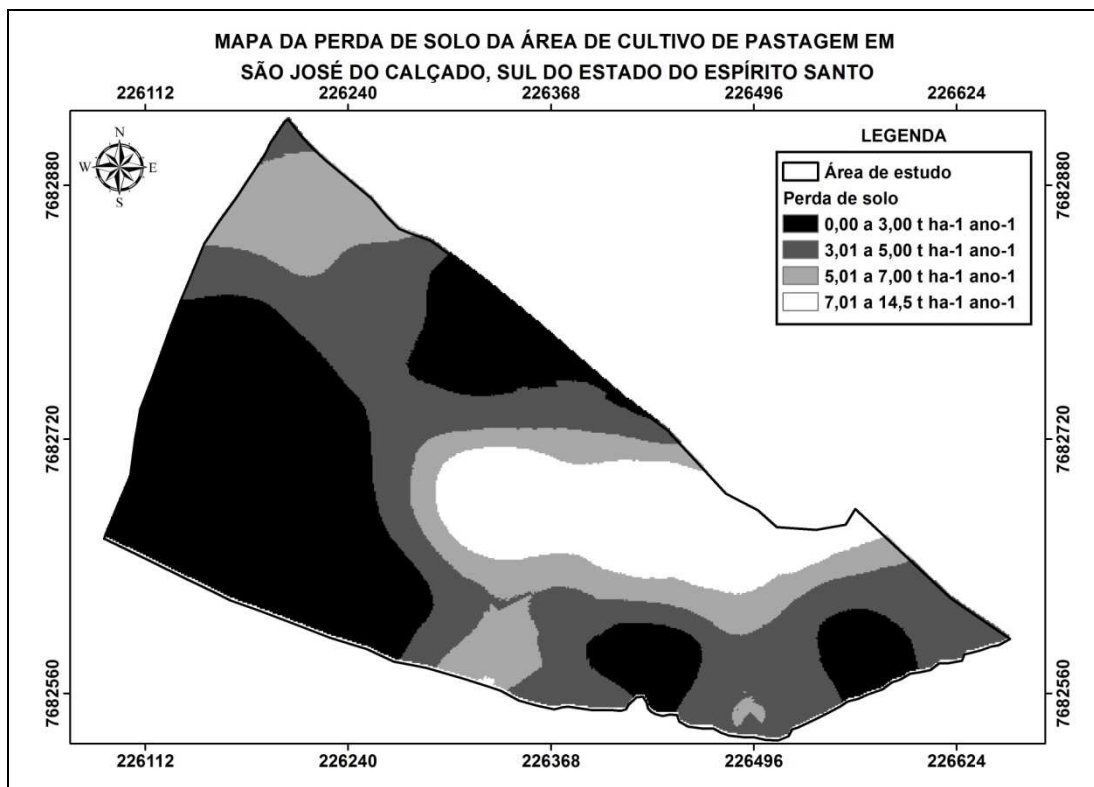 MAPA DA PERDA DE SOLO DA ÁREA DE CULTIVO DE PASTAGEM EM
SÃO JOSÉ DO CALÇADO, SUL DO ESTADO DO ESPÍRITO SANTO
226112 226240 226368 226496 226624
N
W E
S
LEGENDA
Área de estudo
Perda de solo
0,00 a 3,00 t ha-1 ano-1
3,01 a 5,00 t ha-1 ano-1
5,01 a 7,00 t ha-1 ano-1
7,01 a 14,5 t ha-1 ano-1
7682880 7682880
7682720 7682720
7682560 7682560
226112 226240 226368 226496 226624